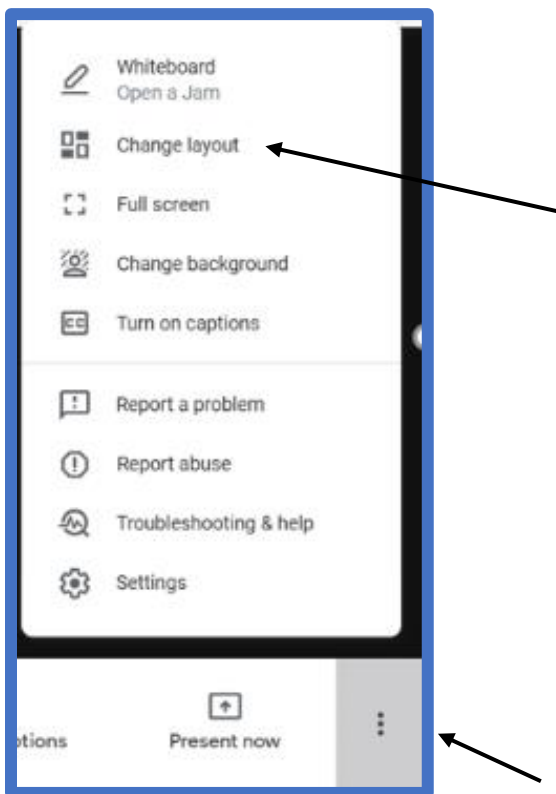 Whiteboard
Open a Jam
Change layout
Full screen
Change background
Turn on captions
Report a problem
Report abuse
Troubleshooting & help
Settings
Present now